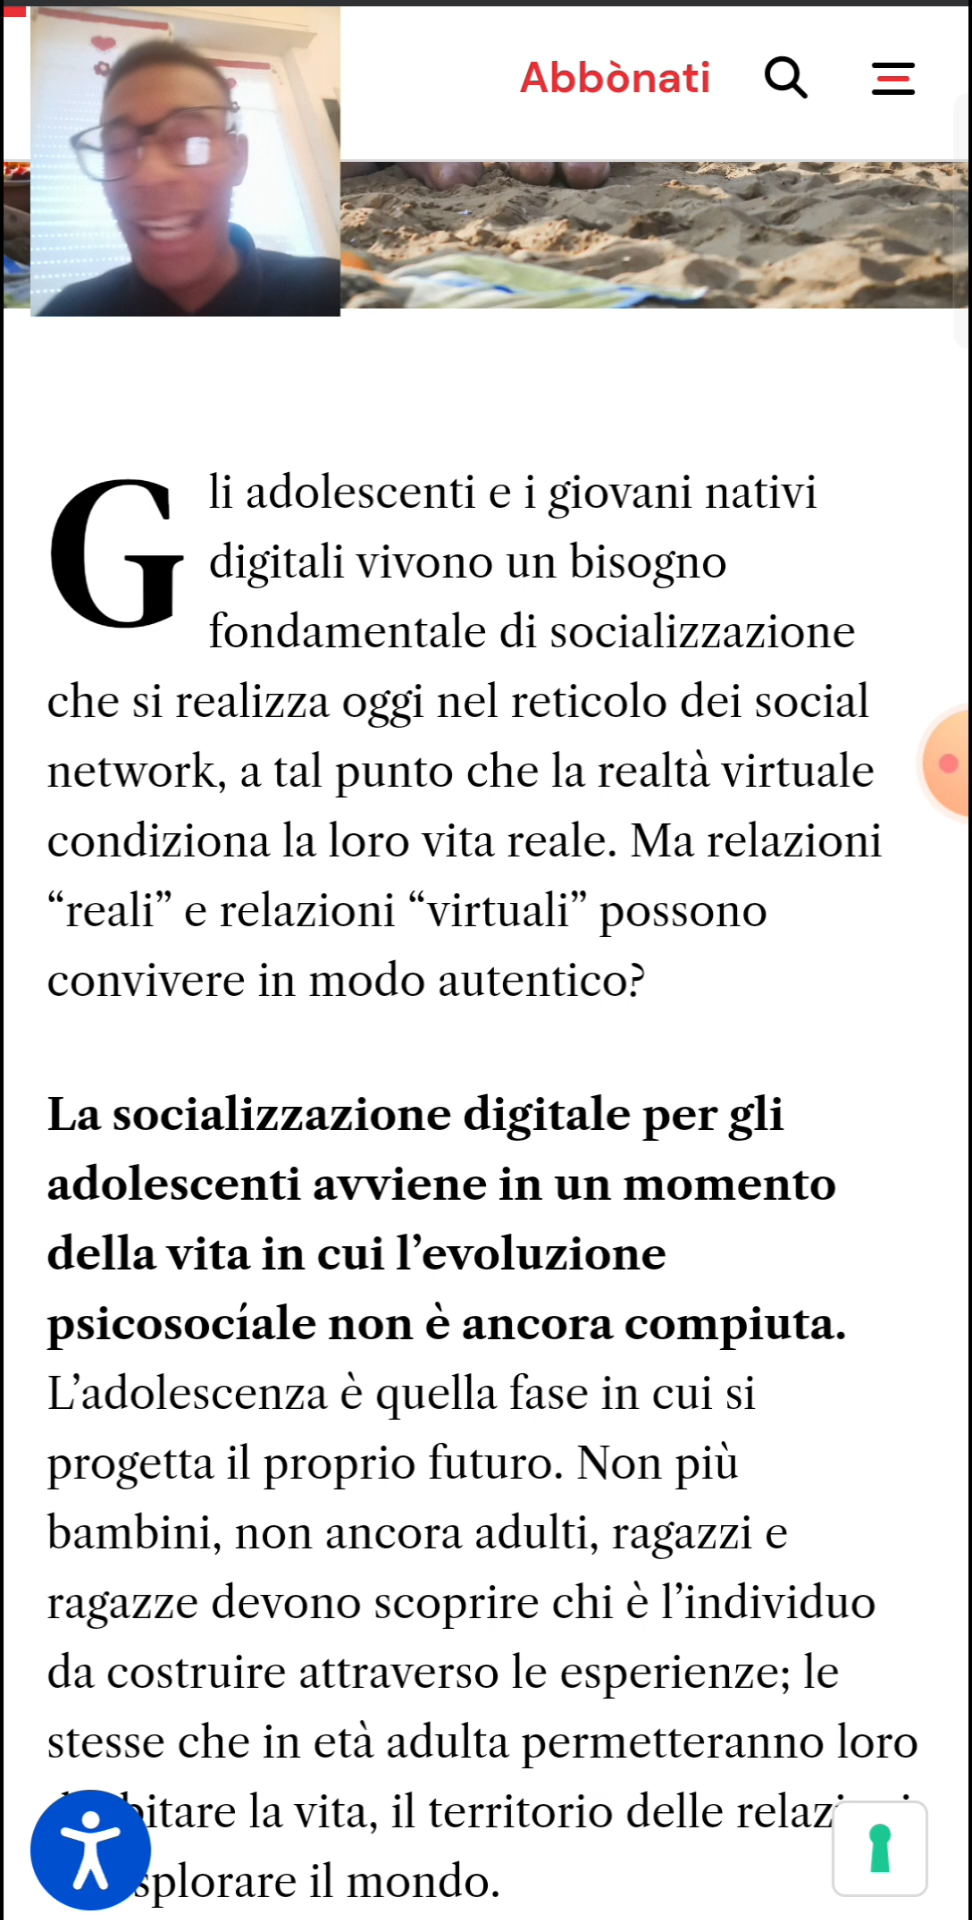 Abbònati
Gli adolescenti e i giovani nativi
digitali vivono un bisogno
fondamentale di socializzazione
che si realizza oggi nel reticolo dei social
network, a tal punto che la realtà virtuale
condiziona la loro vita reale. Ma relazioni
“reali” e relazioni “virtuali” possono
convivere in modo autentico?
La socializzazione digitale per gli
adolescenti avviene in un momento
della vita in cui l’evoluzione
psicosocíale non è ancora compiuta.
L’adolescenza è quella fase in cui si
progetta il proprio futuro. Non più
bambini, non ancora adulti, ragazzi e
ragazze devono scoprire chi è l’individuo
da costruire attraverso le esperienze; le
stesse che in età adulta permetteranno loro
la vita, il territorio delle
il mondo.